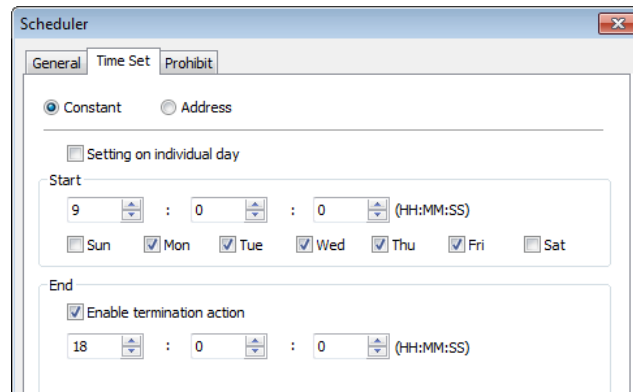 Scheduler
General Time Set Prohibit
Constant Address
Setting on individual day
Start
9 : 0 : 0 (HH:MM:SS)
Sun Mon Tue Wed Thu Fri Sat
End
Enable termination action
18 : 0 : 0 (HH:MM:SS)